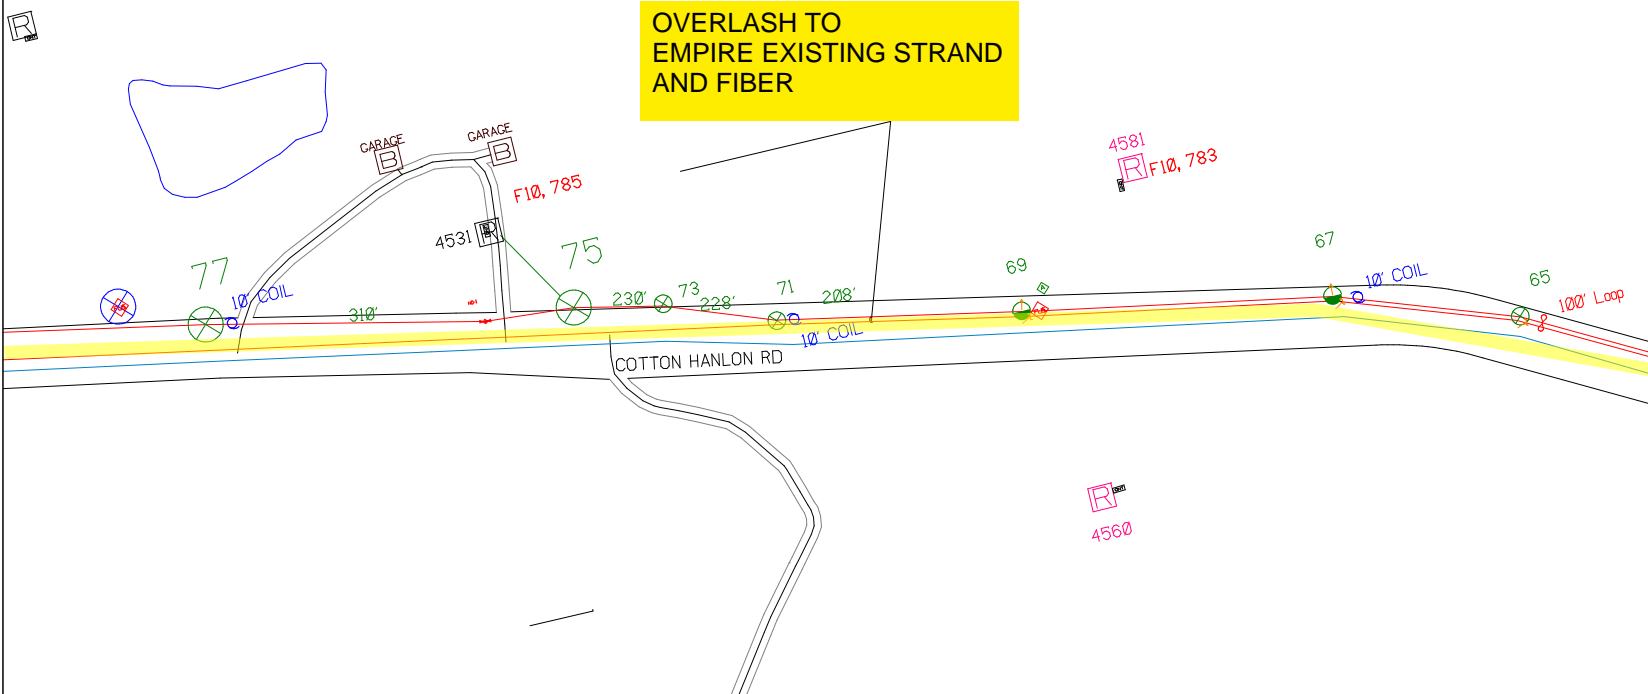 R
OVERLASH TO
EMPIRE EXISTING STRAND
AND FIBER
GARAGE
B
GARAGE
B
4581
R
F10, 783
F10, 785
4531
R
77
75
67
69
65
10' COIL
10' COIL
100' Loop
310'
230'
73
228'
71
208'
10' COIL
COTTON HANLON RD
R
4560